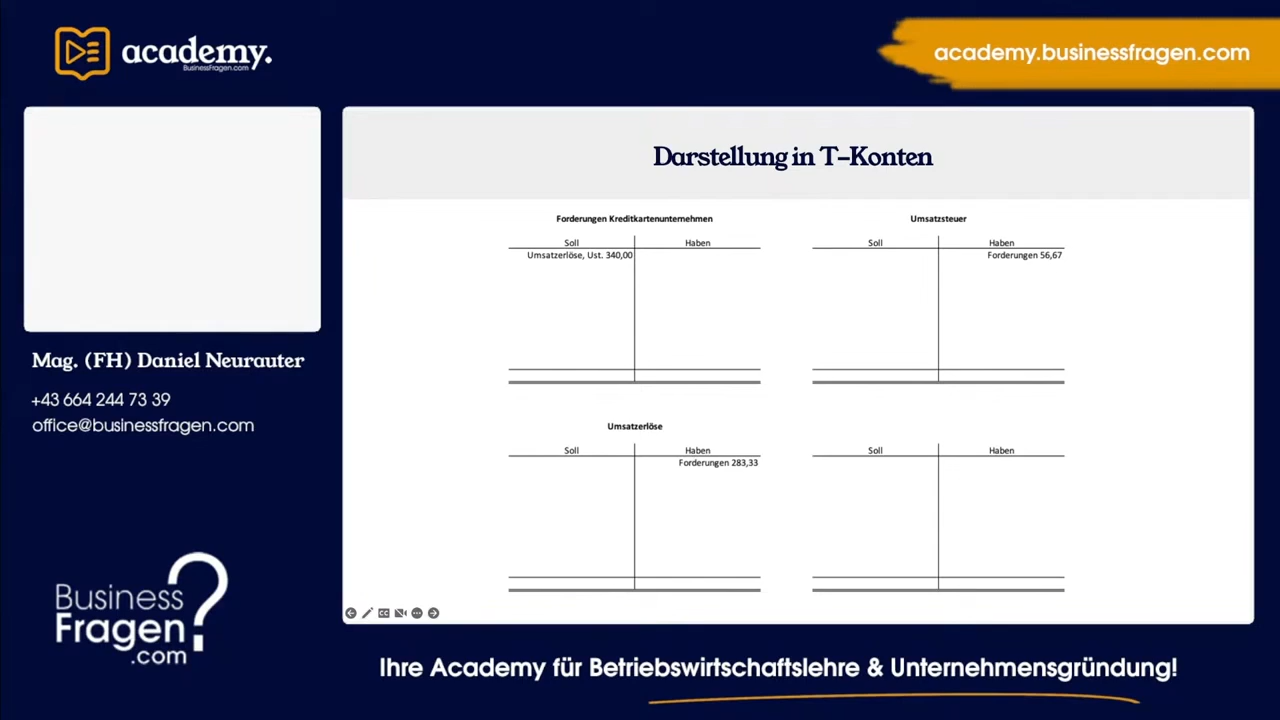 academy.
BusinessFragen.com
academy.businessfragen.com
Darstellung in T-Konten
Forderungen Kreditkartenunternehmen
Soll Haben
Umsatzerlöse, Ust. 340,00
Umsatzsteuer
Soll Haben
Forderungen 56,67
Umsatzerlöse
Soll Haben
Forderungen 283,33
Soll Haben
Mag. (FH) Daniel Neurauter
+43 664 244 73 39
office@businessfragen.com
Business
Fragen
.com
?
CC
Ihre Academy für Betriebswirtschaftslehre & Unternehmensgründung!